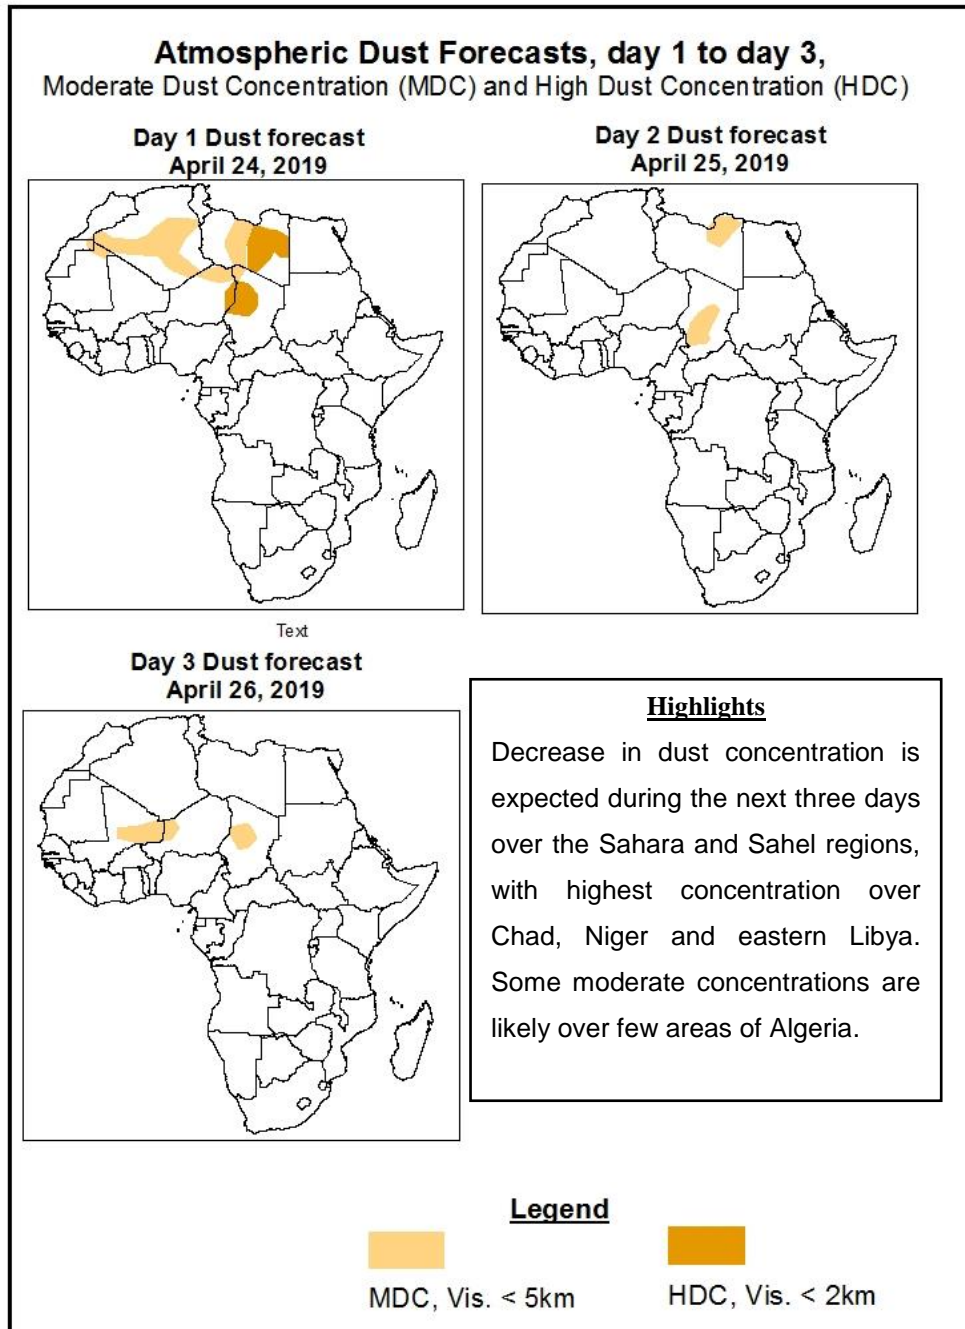 Atmospheric Dust Forecasts, day 1 to day 3,
Moderate Dust Concentration (MDC) and High Dust Concentration (HDC)
Day 1 Dust forecast
April 24, 2019
Day 2 Dust forecast
April 25, 2019
Text
Day 3 Dust forecast
April 26, 2019
Highlights
Decrease in dust concentration is
expected during the next three days
over the Sahara and Sahel regions,
with highest concentration over
Chad, Niger and eastern Libya.
Some moderate concentrations are
likely over few areas of Algeria.
Legend
MDC, Vis. < 5km
HDC, Vis. < 2km